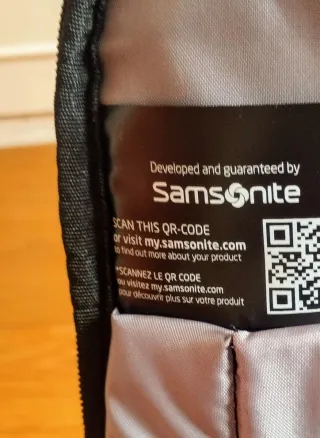 Developed and guaranteed by
Samsonite
SCAN THIS QR-CODE
or visit my.samsonite.com
to find out more about your product
*SCANNEZ LE QR CODE
ou visitez my.samsonite.com
pour découvrir plus sur votre produit